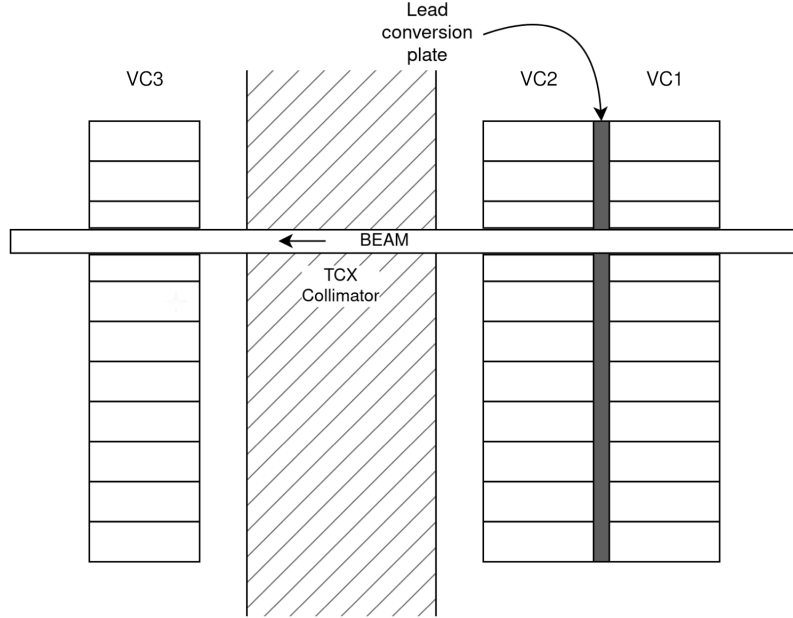 Lead
conversion
plate
VC3
VC2
VC1
BEAM
TCX
Collimator